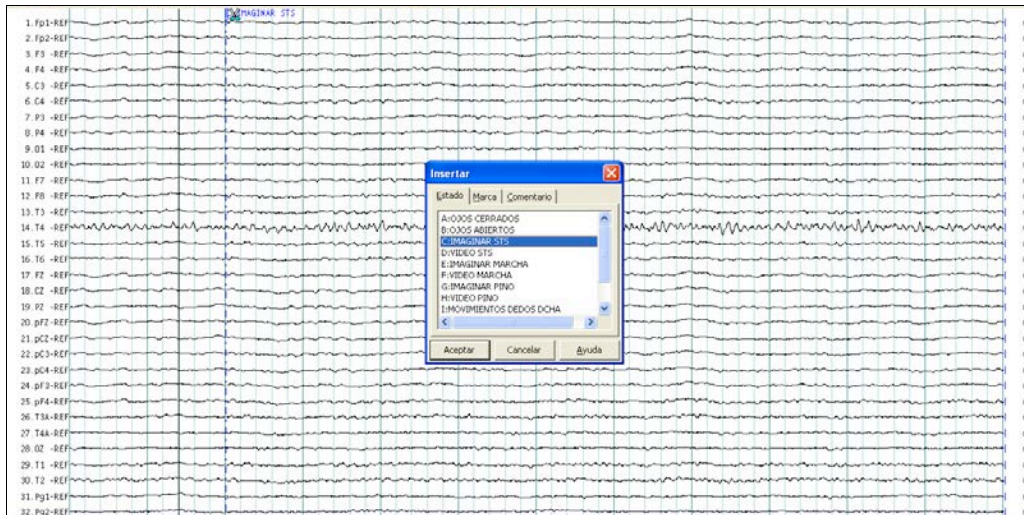 IMAGINAR STS
1.Fp1-REF
2.Fp2-REF
3.F3 -REF
4.F4 -REF
5.C3 -REF
6.C4 -REF
7.P3 -REF
8.P4 -REF
9.O1 -REF
10.O2 -REF
11.F7 -REF
12.F8 -REF
13.T3 -REF
14.T4 -REF
15.T5 -REF
16.T6 -REF
17.FZ -REF
18.CZ -REF
19.PZ -REF
20.pFZ-REF
21.pCZ-REF
22.pC3-REF
23.pC4-REF
24.pF3-REF
25.pF4-REF
26.T3A-REF
27.T4A-REF
28.OZ -REF
29.T1 -REF
30.T2 -REF
31.Pg1-REF
32.Pg2-REF
Insertar
Estado Marca Comentario
A:OJOS CERRADOS
B:OJOS ABIERTOS
C:IMAGINAR STS
D:VIDEO STS
E:IMAGINAR MARCHA
F:VIDEO MARCHA
G:IMAGINAR PINO
H:VIDEO PINO
I:MOVIMIENTOS DEDOS DCHA
Aceptar Cancelar Ayuda